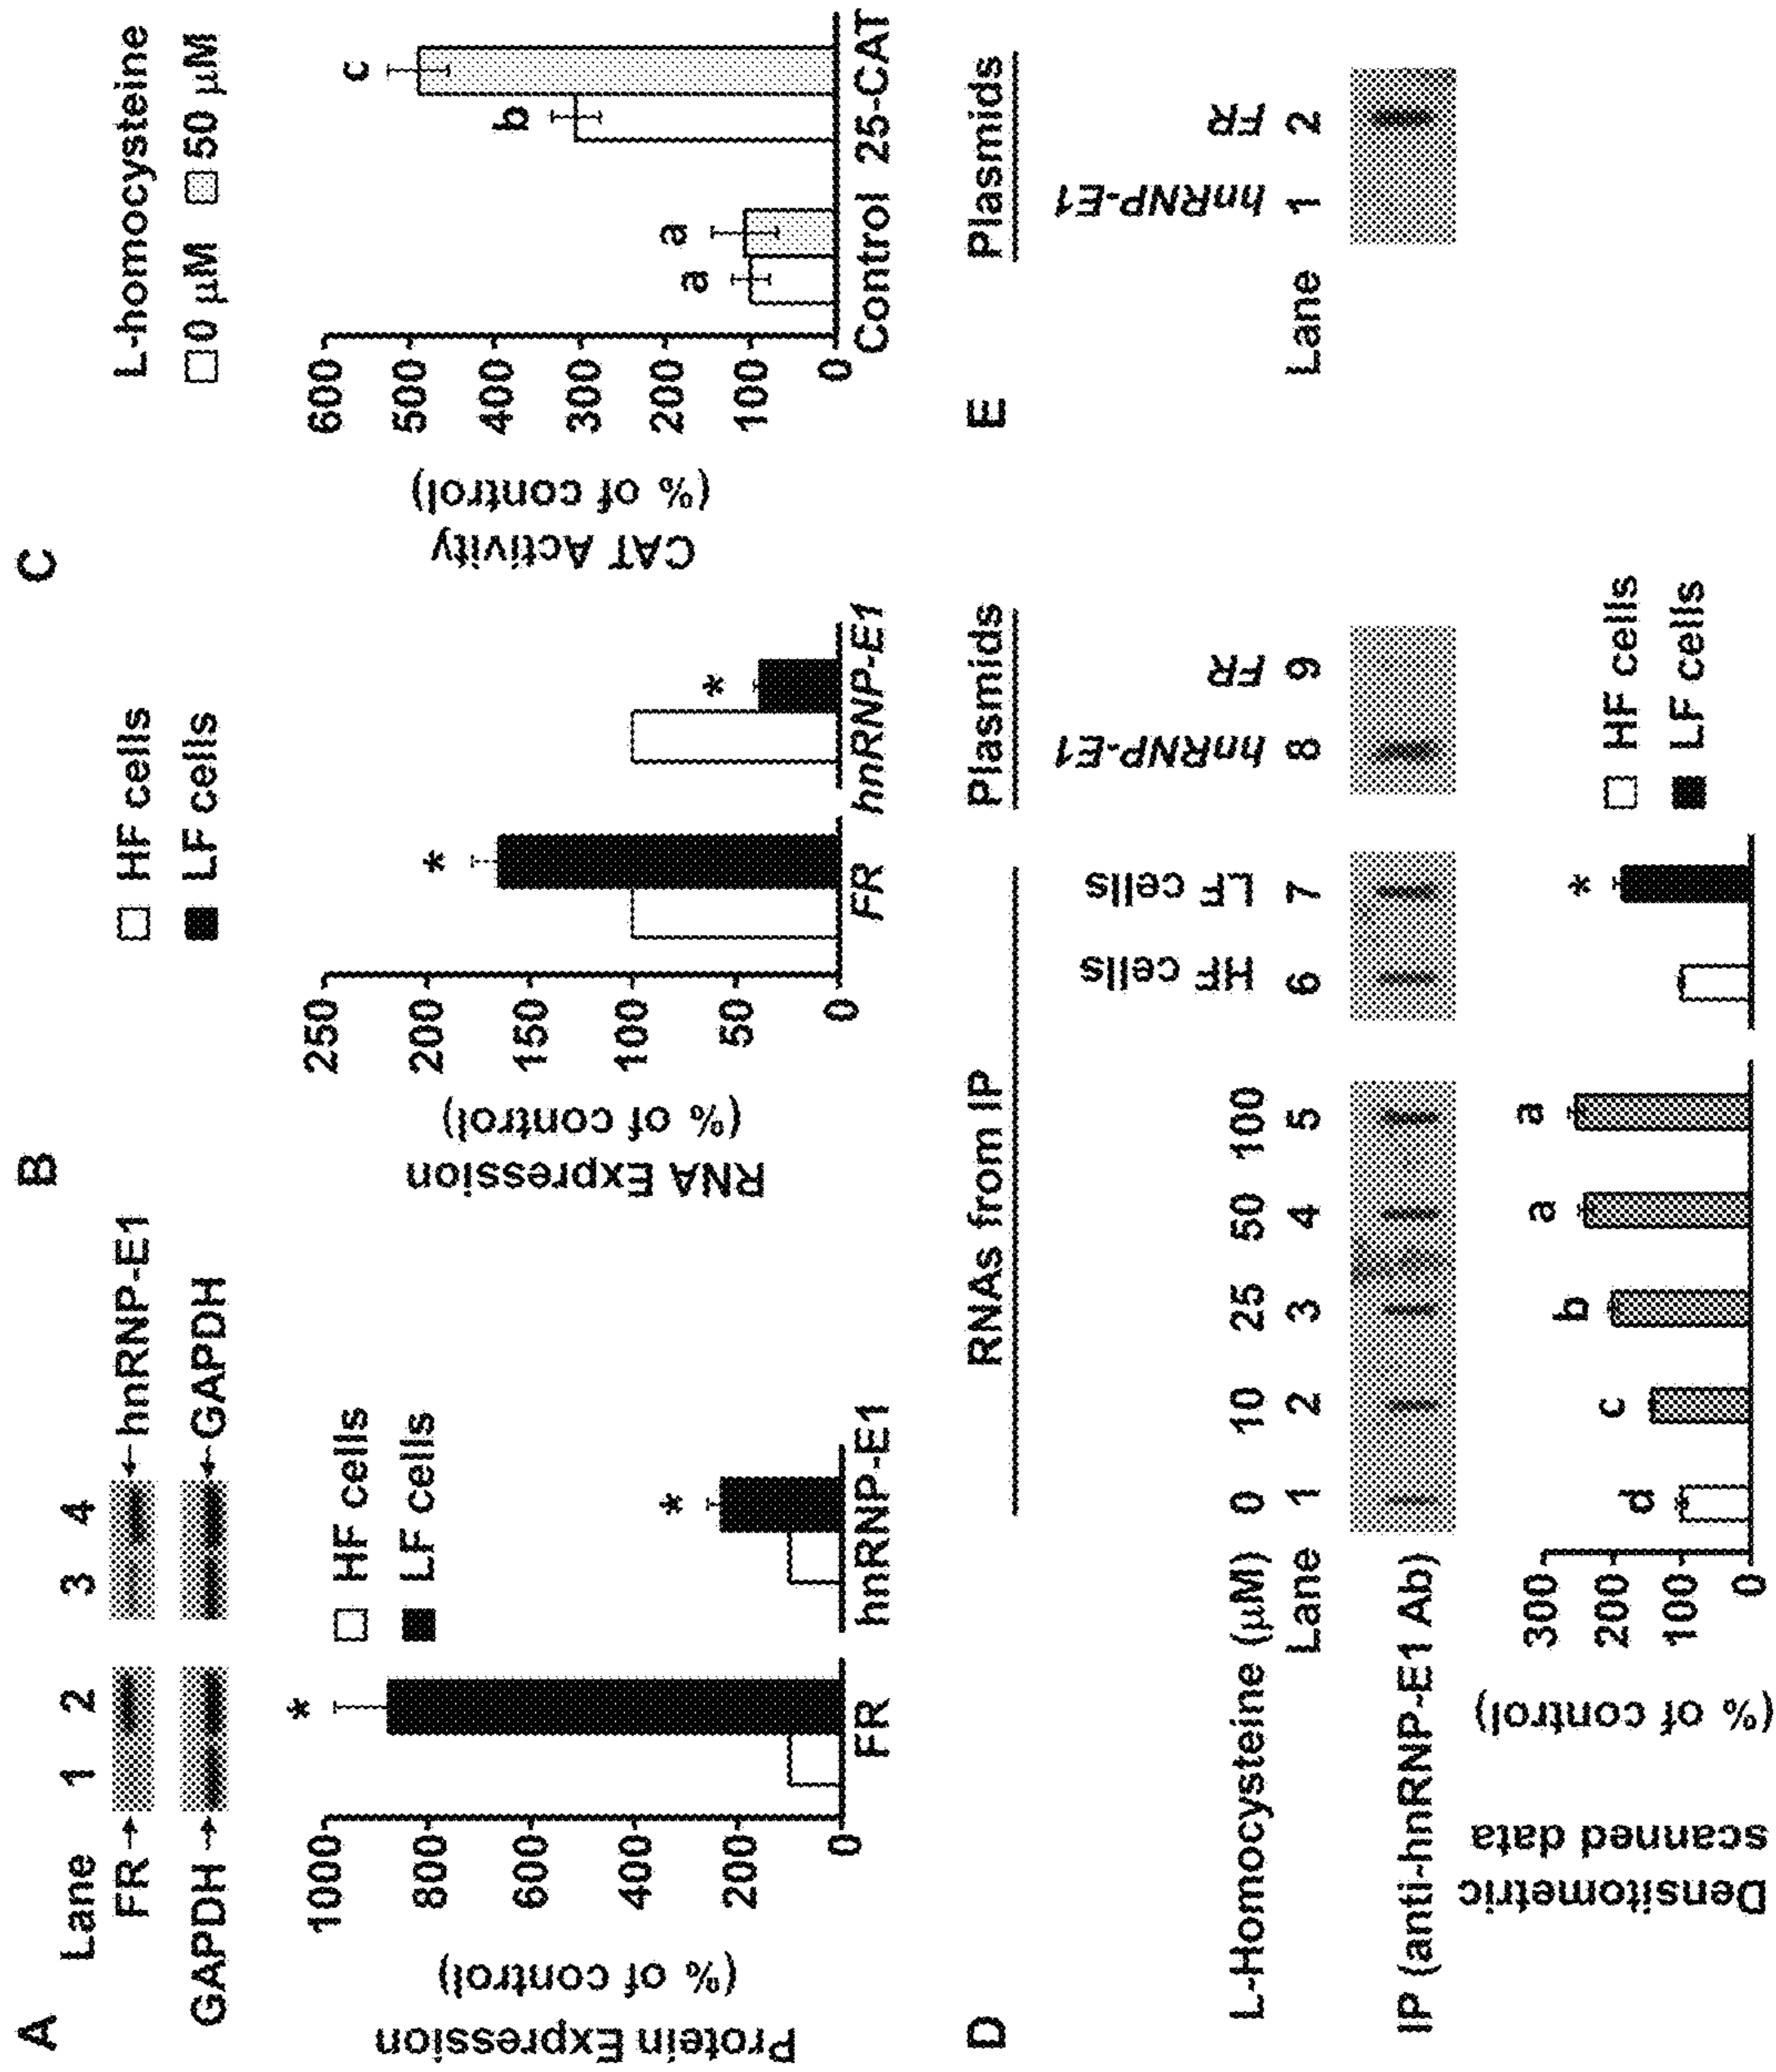 A
Lane 1 2 3 4
FR→ ←hnRNP-E1
GAPDH→ ←GAPDH
HF cells
LF cells
Protein Expression
(% of control)
1000
800
600
400
200
0
*
*
FR hnRNP-E1
B
HF cells
LF cells
RNA Expression
(% of control)
250
200
150
100
50
0
*
*
FR hnRNP-E1
C
L-homocysteine
0 µM 50 µM
CAT Activity
(% of control)
600
500
400
300
200
100
0
a a b c
Control 25-CAT
D
RNAs from IP Plasmids
HF cells LF cells hnRNP-E1 FR
L-Homocysteine (µM) 0 10 25 50 100
Lane 1 2 3 4 5 6 7 8 9
IP (anti-hnRNP-E1 Ab)
Densitometric
scanned data
(% of control)
300
200
100
0
d c b a a *
HF cells
LF cells
E
Plasmids
hnRNP-E1 FR
Lane 1 2